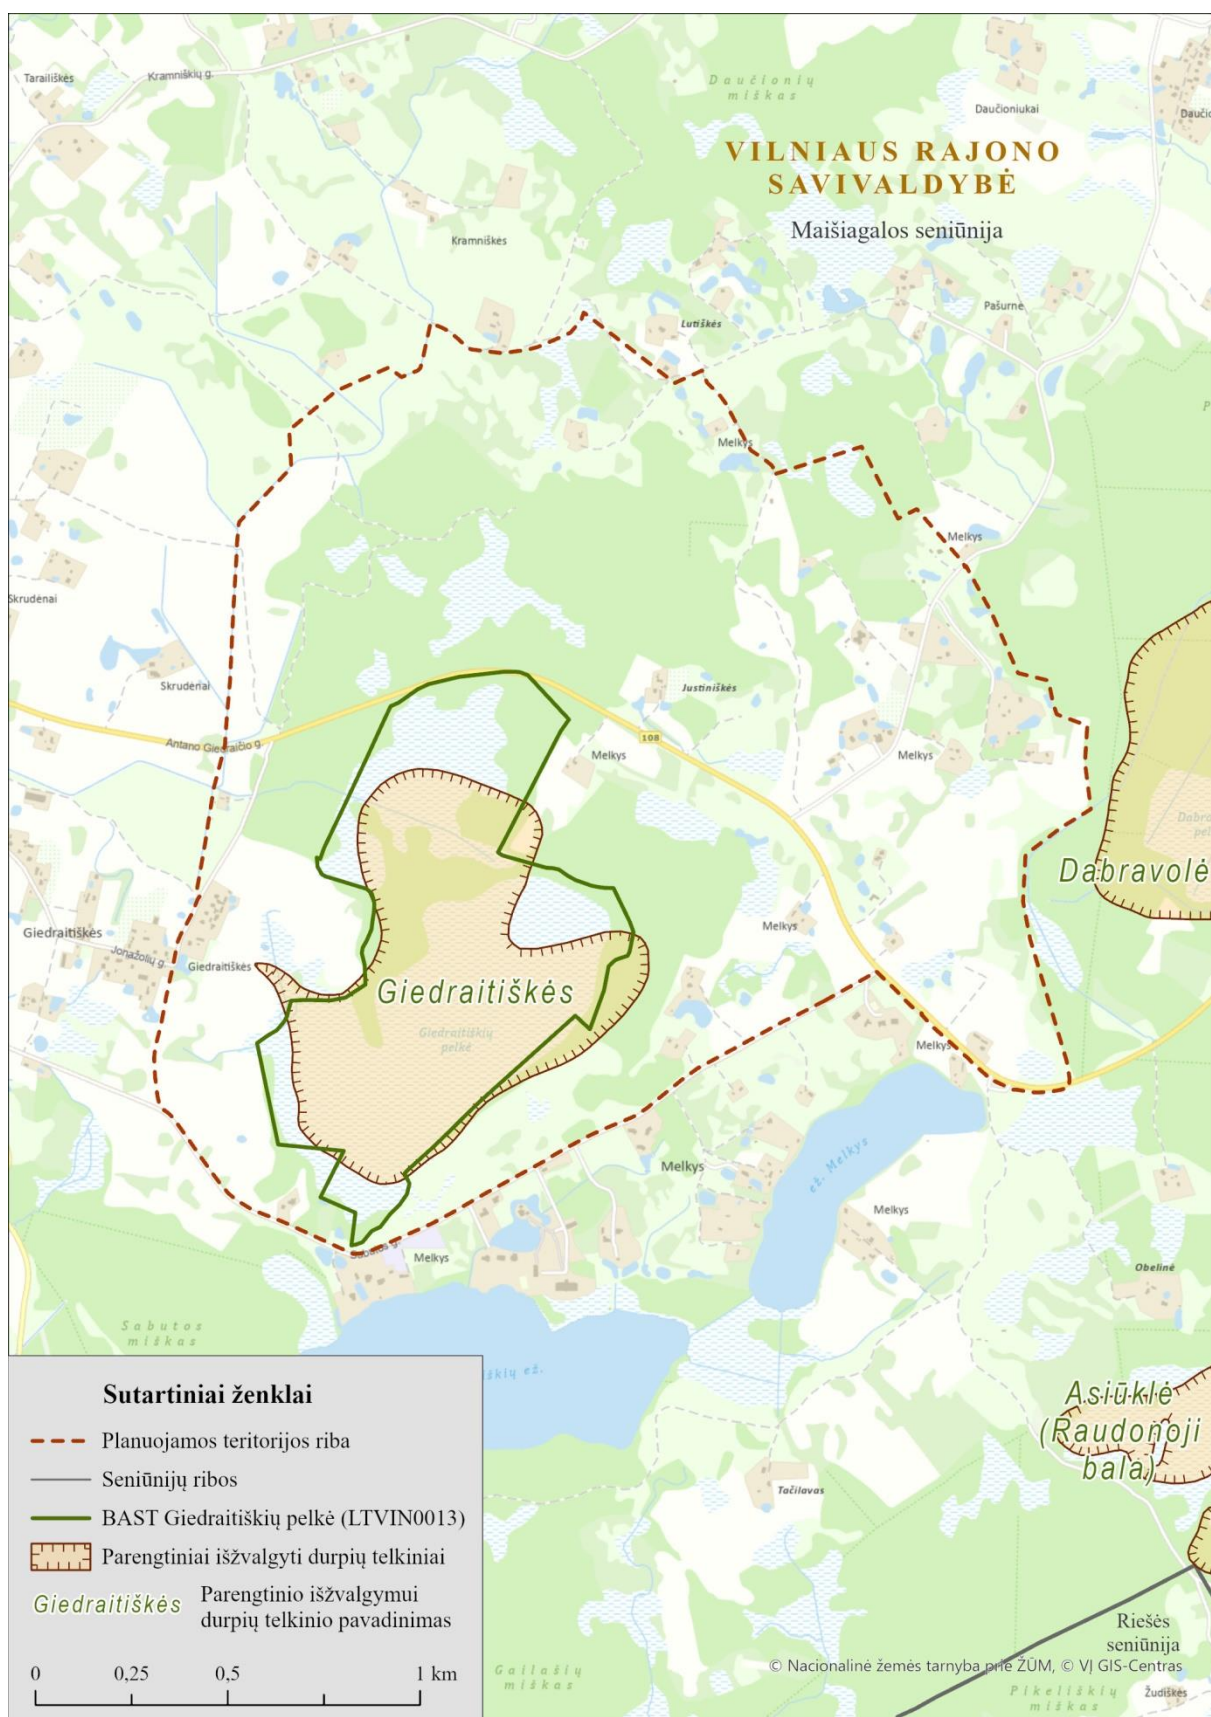 Tarailiškės
Kramniškių g.
Daučionių
miškas
Daučioniukai
VILNIAUS RAJONO
SAVIVALDYBĖ
Maišiagalos seniūnija
Kramniškės
Lutiškės
Pašurne
Melkys
Melkys
Skrudėnai
Skrudėnai
Justiniškės
Antano Giedraičio g.
108
Melkys
Melkys
Dabravolė
Giedraitiškės
Jonažolių g.
Giedraitiškės
Melkys
Giedraitiškės
Giedraitiškių
pelkė
Melkys
Melkys
ež. Melkys
Melkys
Sabutos g.
Melkys
Obelinė
Sabutos
miškas
Asiūklė
(Raudonoji
bala)
Tačilavas
Sutartiniai ženklai
Planuojamos teritorijos riba
Seniūnijų ribos
BAST Giedraitiškių pelkė (LTVIN0013)
Parengtiniai išžvalgyti durpių telkiniai
Giedraitiškės
Parengtinio išžvalgymui
durpių telkinio pavadinimas
0 0,25 0,5 1 km
Gailašių
miškas
Riešės
seniūnija
© Nacionalinė žemės tarnyba prie ŽŪM, © VĮ GIS-Centras
Pikeliškių
miškas
Žudiškės